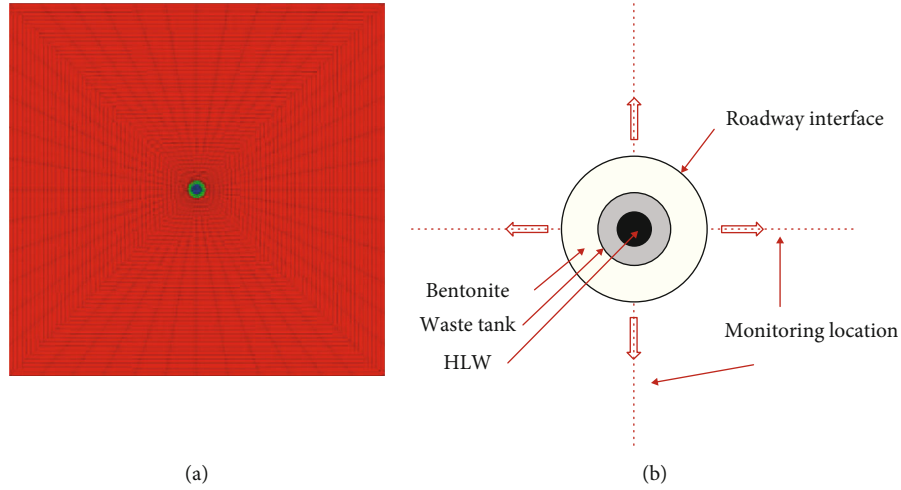 Roadway interface
Bentonite
Waste tank
HLW
Monitoring location
(a)
(b)